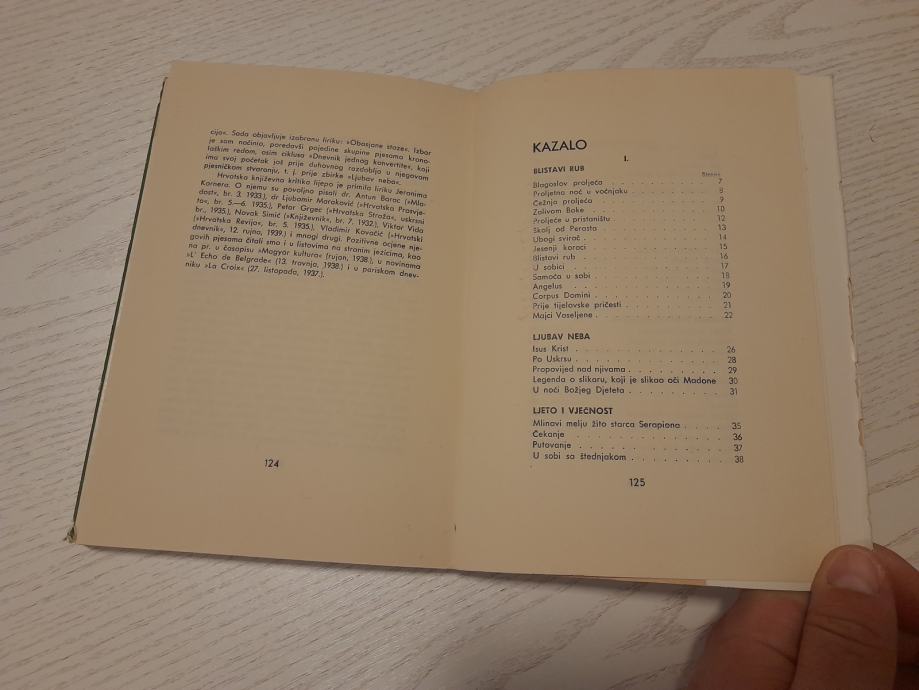 cija«. Sada objavljuje izabranu liriku: »Obasjane staze«. Izbor
je sam načinio, poredavši pojedine skupine pjesama krono-
loškim redom, osim ciklusa »Dnevnik jednog konvertite«, koji
ima svoj početak još prije duhovnog razdoblja u njegovom
pjesničkom stvaranju, t. j. prije zbirke »Ljubav neba«.
Hrvatska književna kritika lijepo je primila liriku Jeronima
Kornera. O njemu su povoljno pisali dr. Antun Barac (»Mla-
dost«, br. 3. 1933.), dr Ljubomir Maraković (»Hrvatska Prosvje-
ta«, br. 5.—6. 1935.), Petar Grgec (»Hrvatska Straža«, uskrsni
br., 1935.), Novak Simić (»Književnik«, br. 7. 1932.), Viktor Vida
(»Hrvatska Revija«, br. 5. 1935.), Vladimir Kovačić (»Hrvatski
dnevnik«, 12. rujna, 1939.) i mnogi drugi. Pozitivne ocjene nje-
govih pjesama čitali smo i u listovima na stranim jezicima, kao
na pr. u časopisu »Magyar kultura« (rujan, 1938.), u novinama
»L' Echo de Belgrade« (13. travnja, 1938.) i u pariskom dnev-
niku »La Croix« (27. listopada, 1937.).
124
KAZALO
I.
BLISTAVI RUB
Strana
Blagoslov proljeća . . . . . . . . . . 7
Proljetna noć u voćnjaku . . . . . . . . 8
Čežnja proljeća . . . . . . . . . . . 9
Zalivom Boke . . . . . . . . . . . . 10
Proljeće u pristaništu . . . . . . . . . 12
Školj od Perasta . . . . . . . . . . . 13
Ubogi svirač . . . . . . . . . . . . 14
Jesenji koraci . . . . . . . . . . . . 15
Blistavi rub . . . . . . . . . . . . . 16
U sobici . . . . . . . . . . . . . . 17
Samoća u sobi . . . . . . . . . . . 18
Angelus . . . . . . . . . . . . . . 19
Corpus Domini . . . . . . . . . . . 20
Prije tijelovske pričesti . . . . . . . . . 21
Majci Vaseljene . . . . . . . . . . . 22
LJUBAV NEBA
Isus Krist . . . . . . . . . . . . . . 26
Po Uskrsu . . . . . . . . . . . . . 28
Propovijed nad njivama . . . . . . . . . 29
Legenda o slikaru, koji je slikao oči Madone 30
U noći Božjeg Djeteta . . . . . . . . . 31
LJETO I VJEČNOST
Mlinavi melju žito starca Serapiona . . . . 35
Čekanje . . . . . . . . . . . . . . 36
Putovanje . . . . . . . . . . . . . 37
U sobi sa štednjakom . . . . . . . . . 38
125